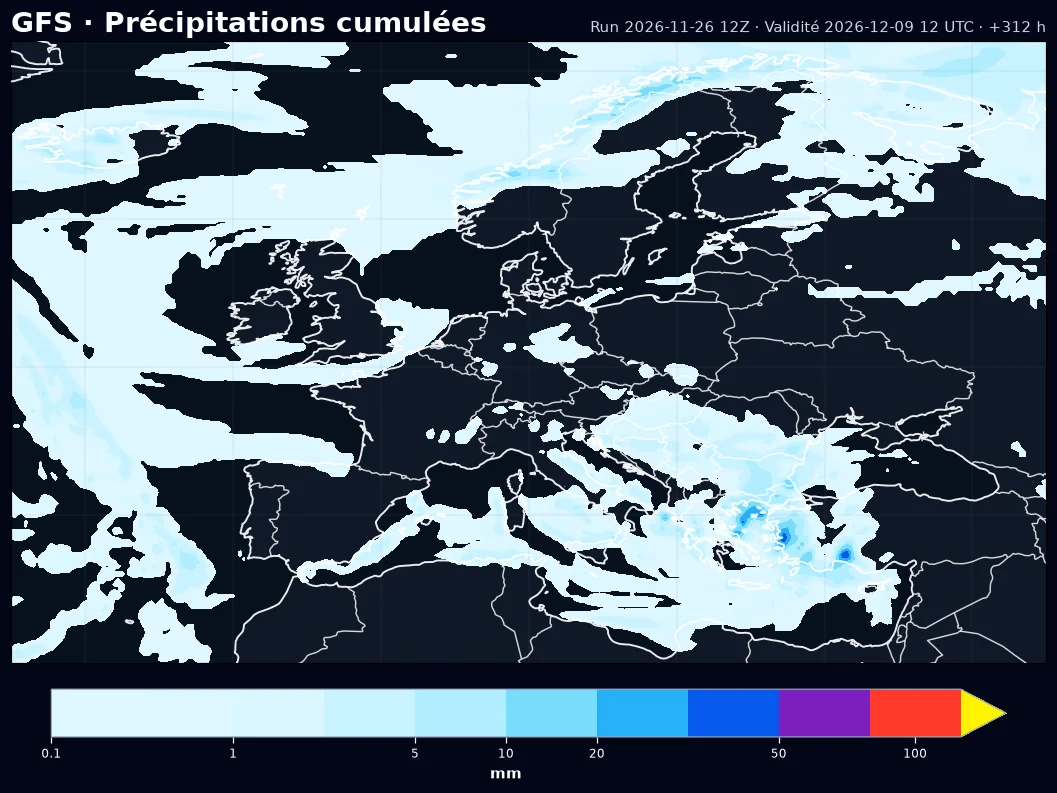 GFS · Précipitations cumulées
Run 2026-11-26 12Z · Validité 2026-12-09 12 UTC · +312 h
0.1 1 5 10 20 50 100
mm